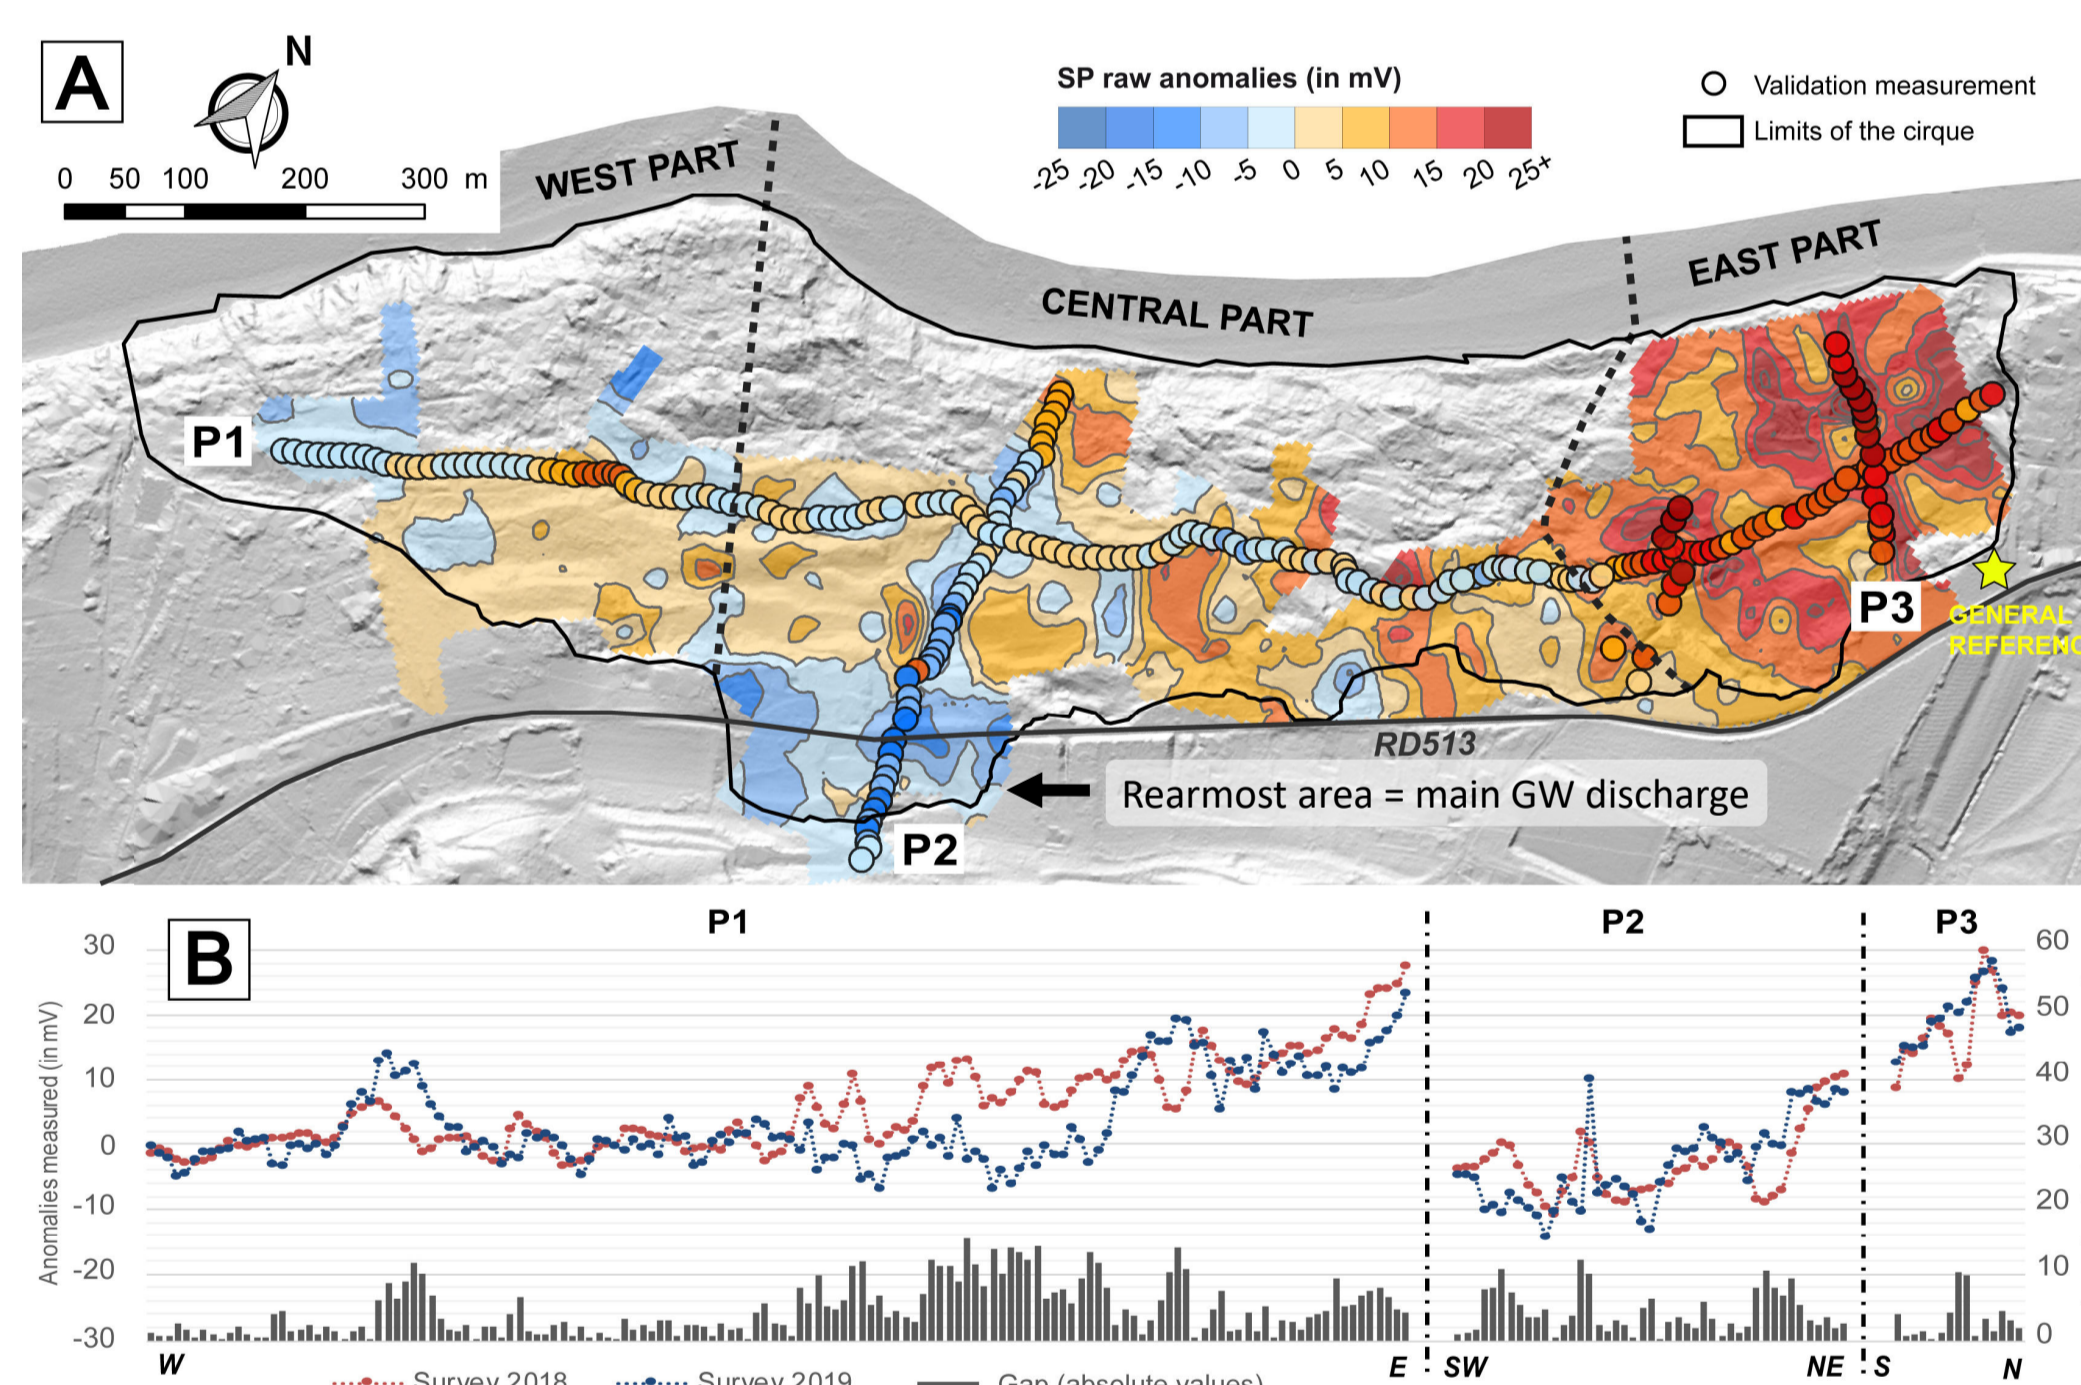 A
N
0 50 100 200 300 m
SP raw anomalies (in mV)
-25 -20 -15 -10 -5 0 5 10 15 20 25+
Validation measurement
Limits of the cirque
WEST PART
CENTRAL PART
EAST PART
P1
P3
GENERAL
RD513
Rearmost area = main GW discharge
P2
B
P1 P2 P3
30 60
20 50
10 40
0 30
-10 20
-20 10
-30 0
Anomalies measured (in mV)
W E SW NE S N
Survey 2018 Survey 2019 Gap (absolute values)